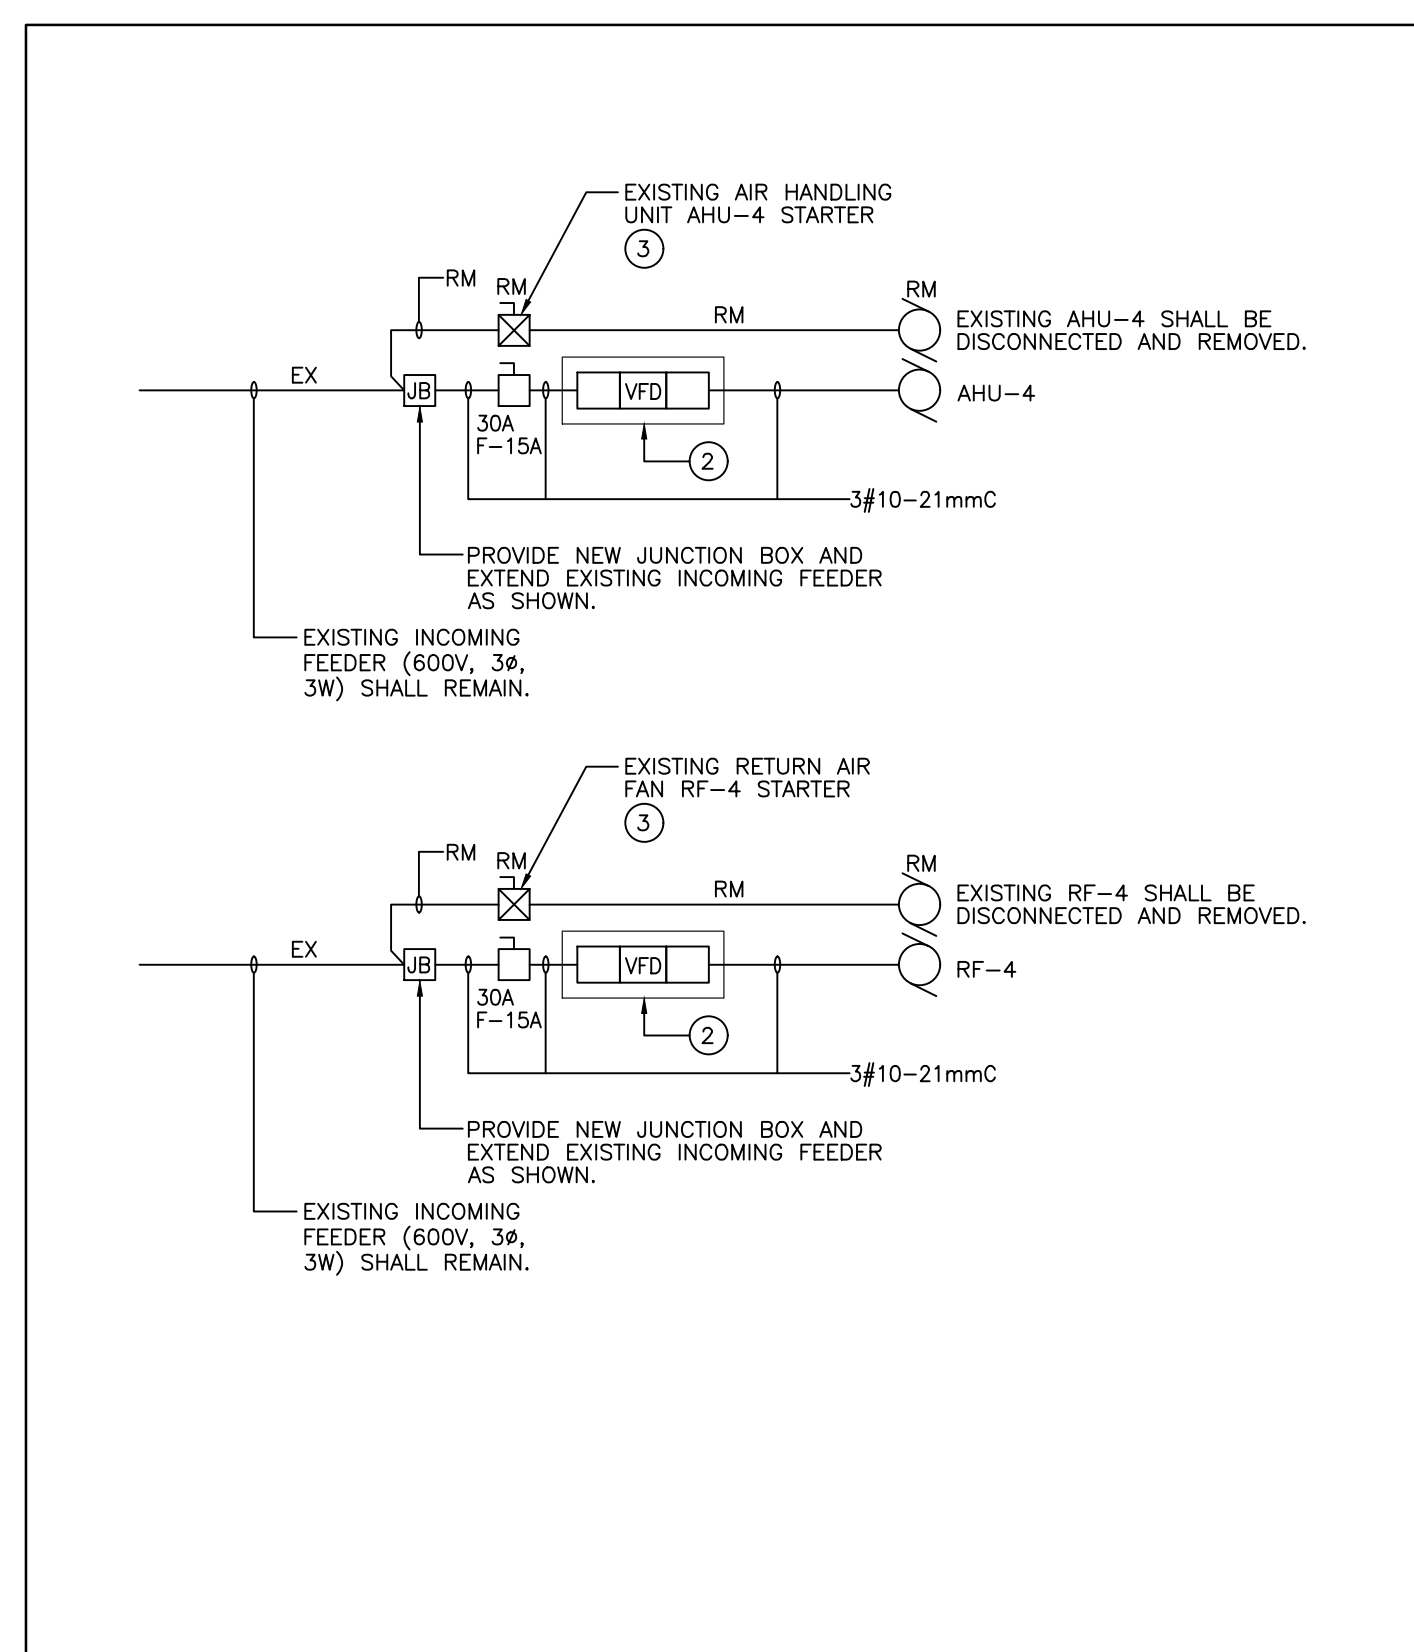 EXISTING AIR HANDLING
UNIT AHU-4 STARTER
3
RM
RM
RM
RM
EXISTING AHU-4 SHALL BE
DISCONNECTED AND REMOVED.
EX
JB
VFD
AHU-4
30A
F-15A
2
3#10-21mmC
PROVIDE NEW JUNCTION BOX AND
EXTEND EXISTING INCOMING FEEDER
AS SHOWN.
EXISTING INCOMING
FEEDER (600V, 3ø,
3W) SHALL REMAIN.
EXISTING RETURN AIR
FAN RF-4 STARTER
3
RM
RM
RM
RM
EXISTING RF-4 SHALL BE
DISCONNECTED AND REMOVED.
EX
JB
VFD
RF-4
30A
F-15A
2
3#10-21mmC
PROVIDE NEW JUNCTION BOX AND
EXTEND EXISTING INCOMING FEEDER
AS SHOWN.
EXISTING INCOMING
FEEDER (600V, 3ø,
3W) SHALL REMAIN.